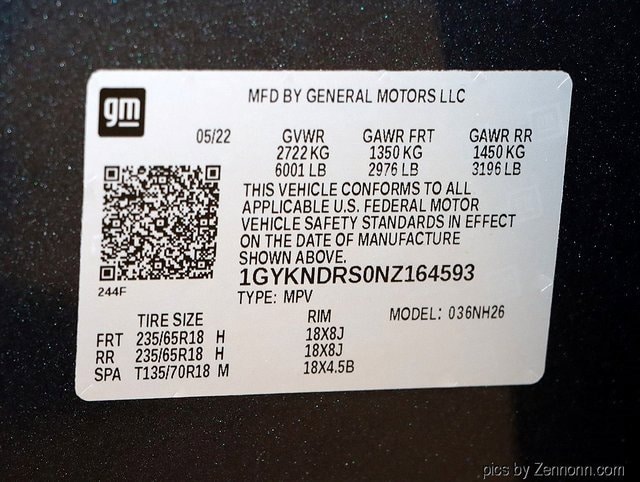 gm
MFD BY GENERAL MOTORS LLC
05/22 GVWR GAWR FRT GAWR RR
2722 KG 1350 KG 1450 KG
6001 LB 2976 LB 3196 LB
THIS VEHICLE CONFORMS TO ALL
APPLICABLE U.S. FEDERAL MOTOR
VEHICLE SAFETY STANDARDS IN EFFECT
ON THE DATE OF MANUFACTURE
SHOWN ABOVE.
1GYKNDRS0NZ164593
244F
TYPE: MPV
TIRE SIZE RIM MODEL: 036NH26
FRT 235/65R18 H 18X8J
RR 235/65R18 H 18X8J
SPA T135/70R18 M 18X4.5B
pics by Zennonn.com